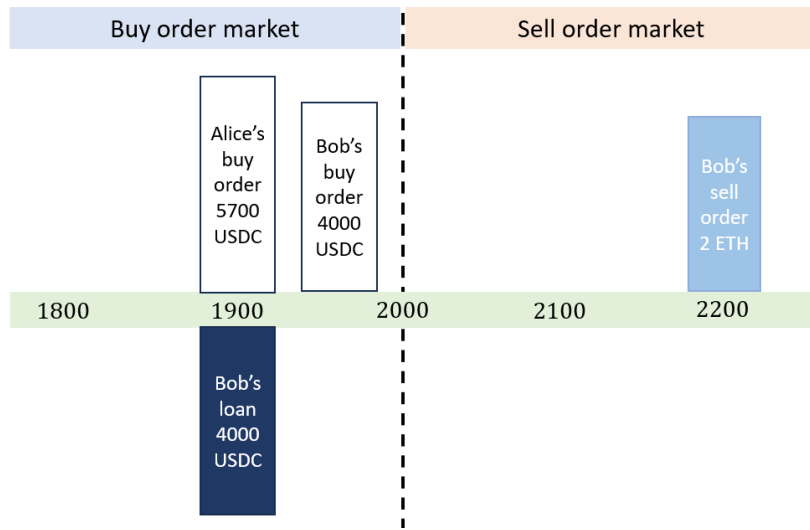 Buy order market
Sell order market
Alice’s
buy
order
5700
USDC
Bob’s
buy
order
4000
USDC
Bob’s
sell
order
2 ETH
1800
1900
2000
2100
2200
Bob’s
loan
4000
USDC